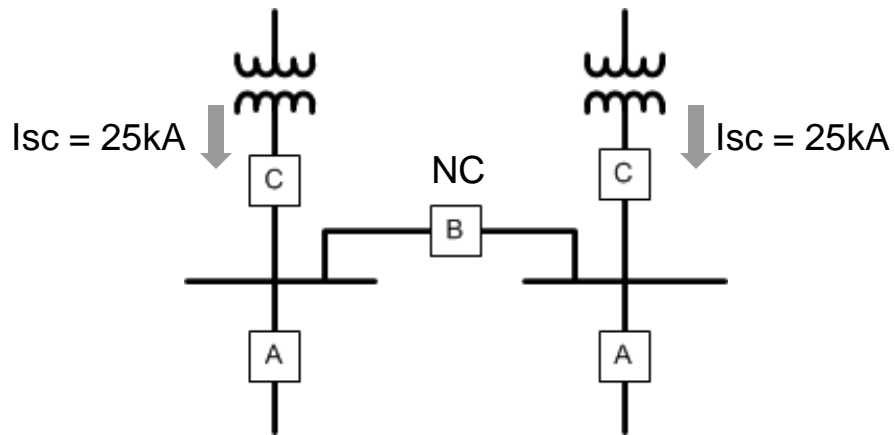 Isc = 25kA
Isc = 25kA
C
NC
C
B
A
A